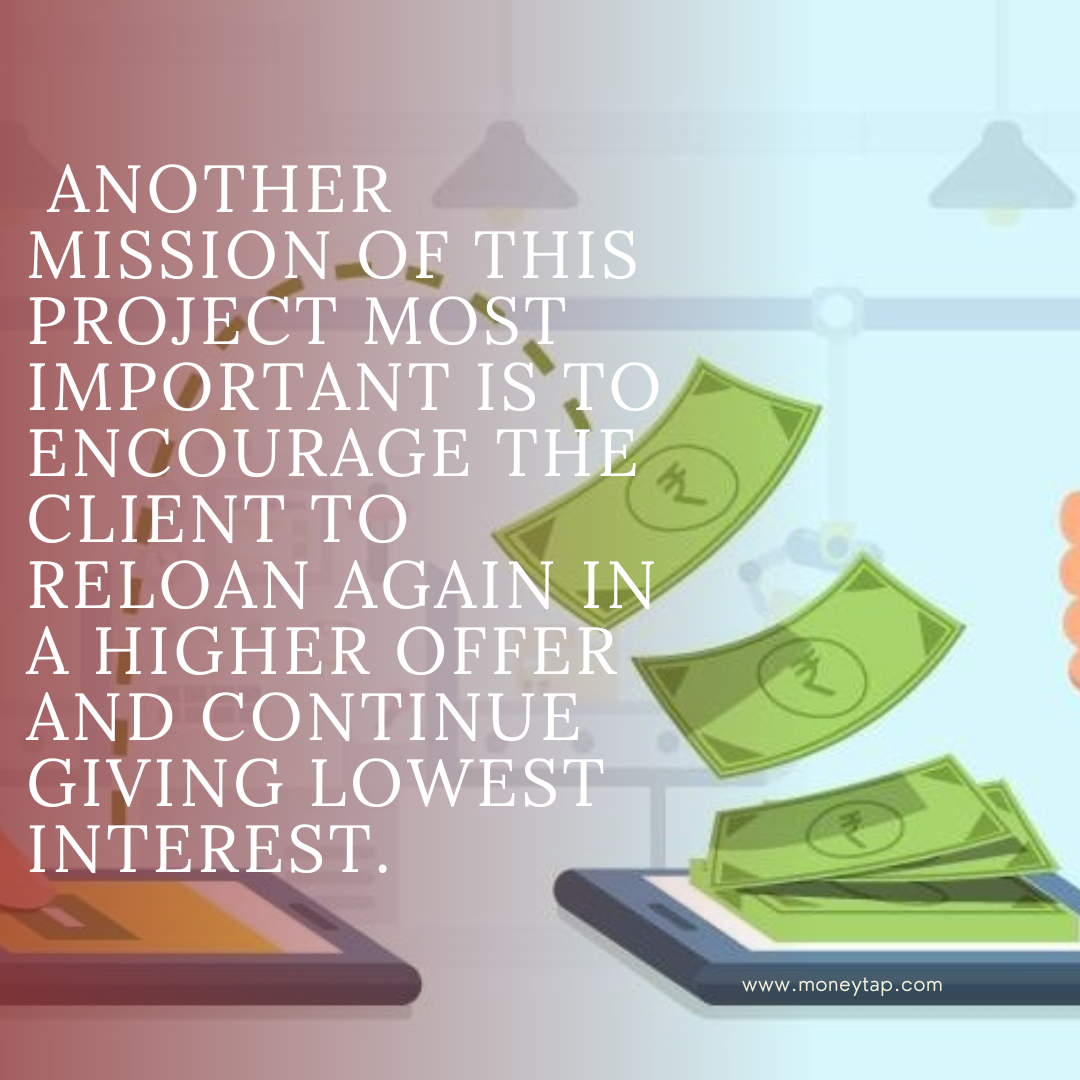 ANOTHER
MISSION OF THIS
PROJECT MOST
IMPORTANT IS TO
ENCOURAGE THE
CLIENT TO
RELOAN AGAIN IN
A HIGHER OFFER
AND CONTINUE
GIVING LOWEST
INTEREST.
www.moneytap.com